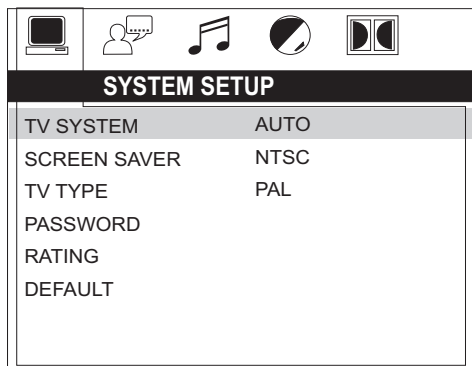 SYSTEM SETUP
TV SYSTEM AUTO
SCREEN SAVER NTSC
TV TYPE PAL
PASSWORD
RATING
DEFAULT